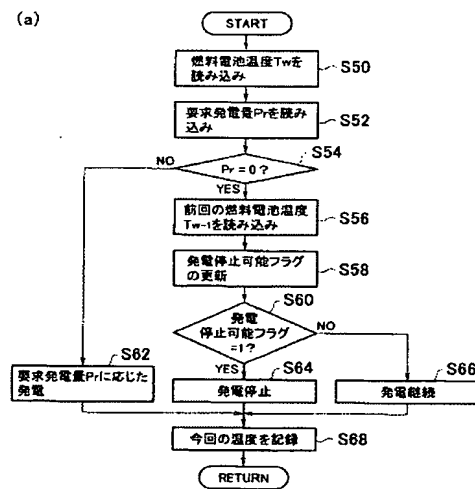 (a)
START
燃料電池温度Twを
読み込み
S50
要求発電量Prを読み
込み
S52
Pr = 0？
S54
NO
YES
前回の燃料電池温度
Tw-1を読み込み
S56
発電停止可能フラグ
の更新
S58
発電
停止可能フラグ
=1？
S60
NO
YES
要求発電量Prに応じた
発電
S62
発電停止
S64
発電継続
S66
今回の温度を記録
S68
RETURN